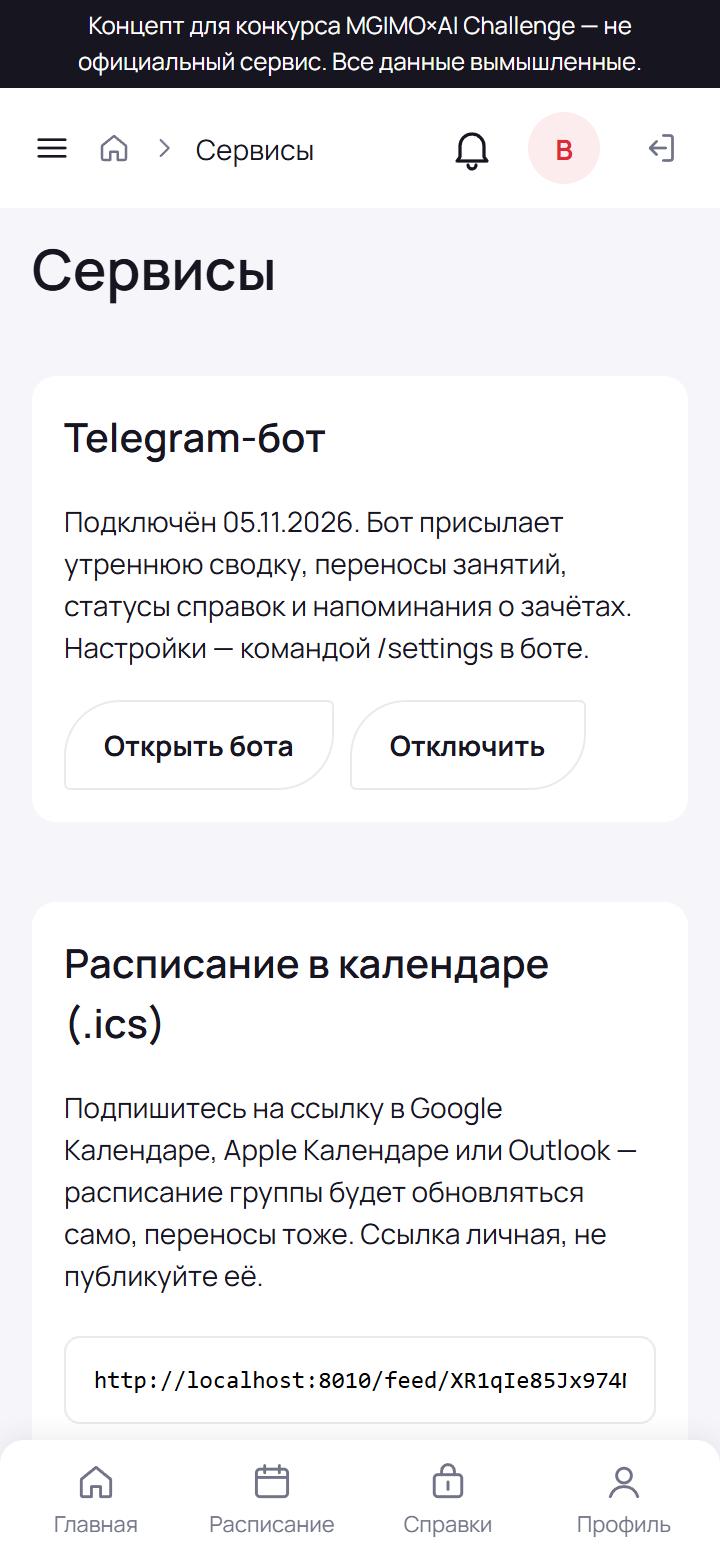 Концепт для конкурса MGIMO×AI Challenge — не
официальный сервис. Все данные вымышленные.
Сервисы
В
Сервисы
Telegram-бот
Подключён 05.11.2026. Бот присылает
утреннюю сводку, переносы занятий,
статусы справок и напоминания о зачётах.
Настройки — командой /settings в боте.
Открыть бота
Отключить
Расписание в календаре
(.ics)
Подпишитесь на ссылку в Google
Календаре, Apple Календаре или Outlook —
расписание группы будет обновляться
само, переносы тоже. Ссылка личная, не
публикуйте её.
http://localhost:8010/feed/XR1qIe85Jx974
Главная
Расписание
Справки
Профиль